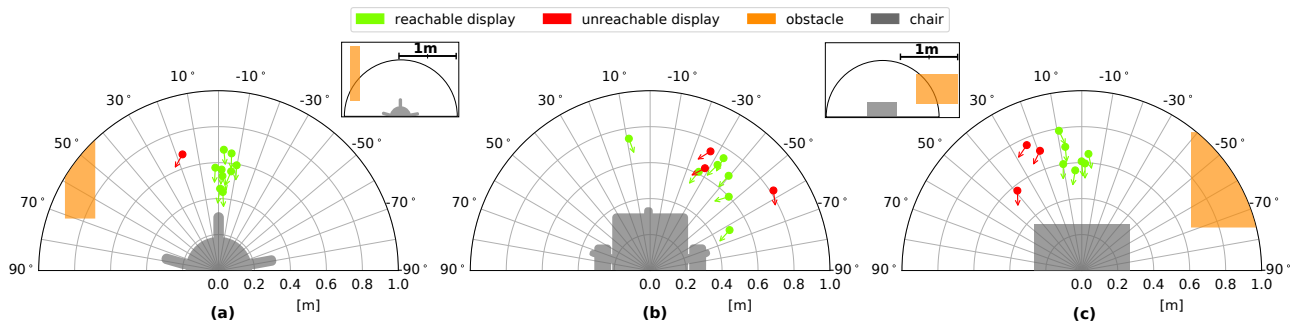 reachable display unreachable display obstacle chair
1m
1m
10° -10° 10° -10° 10° -10°
30° -30° 30° -30° 30° -30°
50° -50° 50° -50° 50° -50°
70° -70° 70° -70° 70° -70°
90° -90° 90° -90° 90° -90°
0.0 0.2 0.4 0.6 0.8 1.0 0.0 0.2 0.4 0.6 0.8 1.0 0.0 0.2 0.4 0.6 0.8 1.0
[m] [m] [m]
(a) (b) (c)